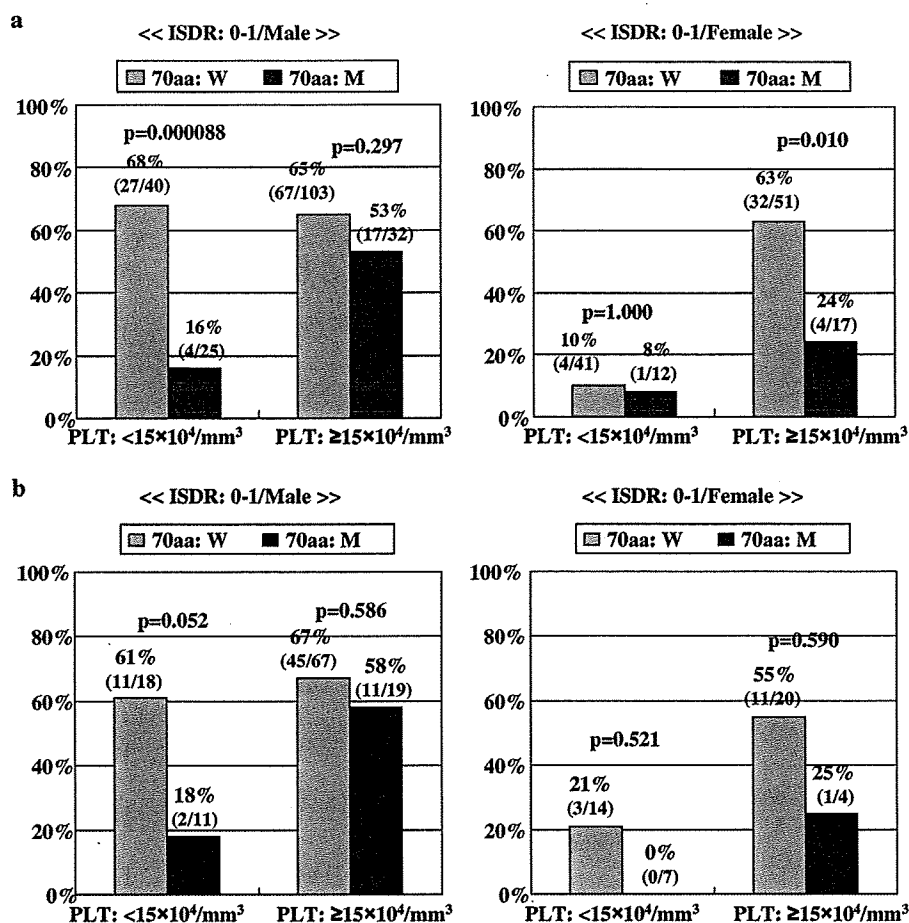 a
<< ISDR: 0-1/Male >>
70aa: W 70aa: M
100%
80%
60%
40%
20%
0%
p=0.000088
68%
(27/40)
16%
(4/25)
p=0.297
65%
(67/103)
53%
(17/32)
PLT: <15×10⁴/mm³ PLT: ≥15×10⁴/mm³
<< ISDR: 0-1/Female >>
70aa: W 70aa: M
100%
80%
60%
40%
20%
0%
p=1.000
10%
(4/41)
8%
(1/12)
p=0.010
63%
(32/51)
24%
(4/17)
PLT: <15×10⁴/mm³ PLT: ≥15×10⁴/mm³
b
<< ISDR: 0-1/Male >>
70aa: W 70aa: M
100%
80%
60%
40%
20%
0%
p=0.052
61%
(11/18)
18%
(2/11)
p=0.586
67%
(45/67)
58%
(11/19)
PLT: <15×10⁴/mm³ PLT: ≥15×10⁴/mm³
<< ISDR: 0-1/Female >>
70aa: W 70aa: M
100%
80%
60%
40%
20%
0%
p=0.521
21%
(3/14)
0%
(0/7)
p=0.590
55%
(11/20)
25%
(1/4)
PLT: <15×10⁴/mm³ PLT: ≥15×10⁴/mm³